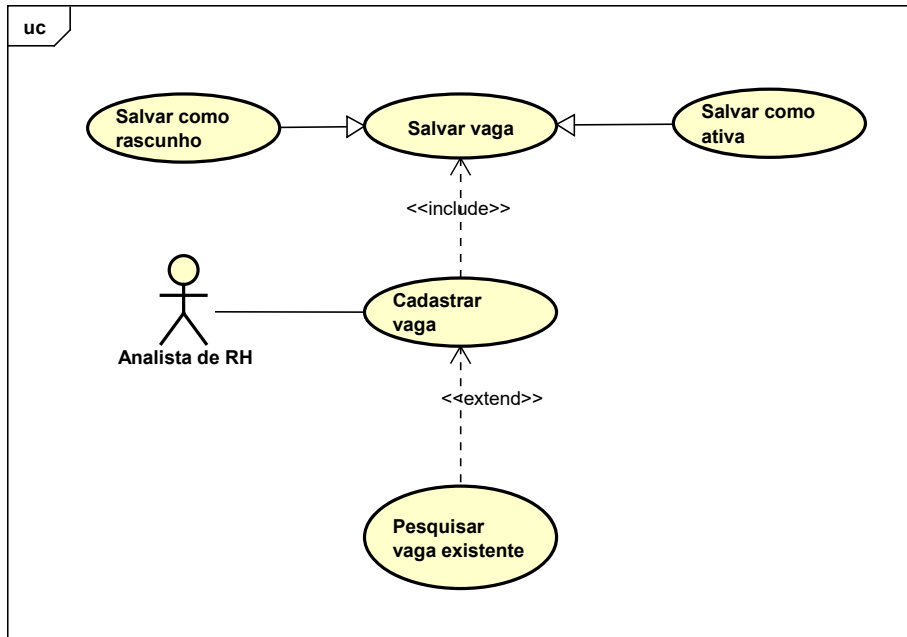 uc
Salvar como
rascunho
Salvar vaga
Salvar como
ativa
<<include>>
Cadastrar
vaga
Analista de RH
<<extend>>
Pesquisar
vaga existente